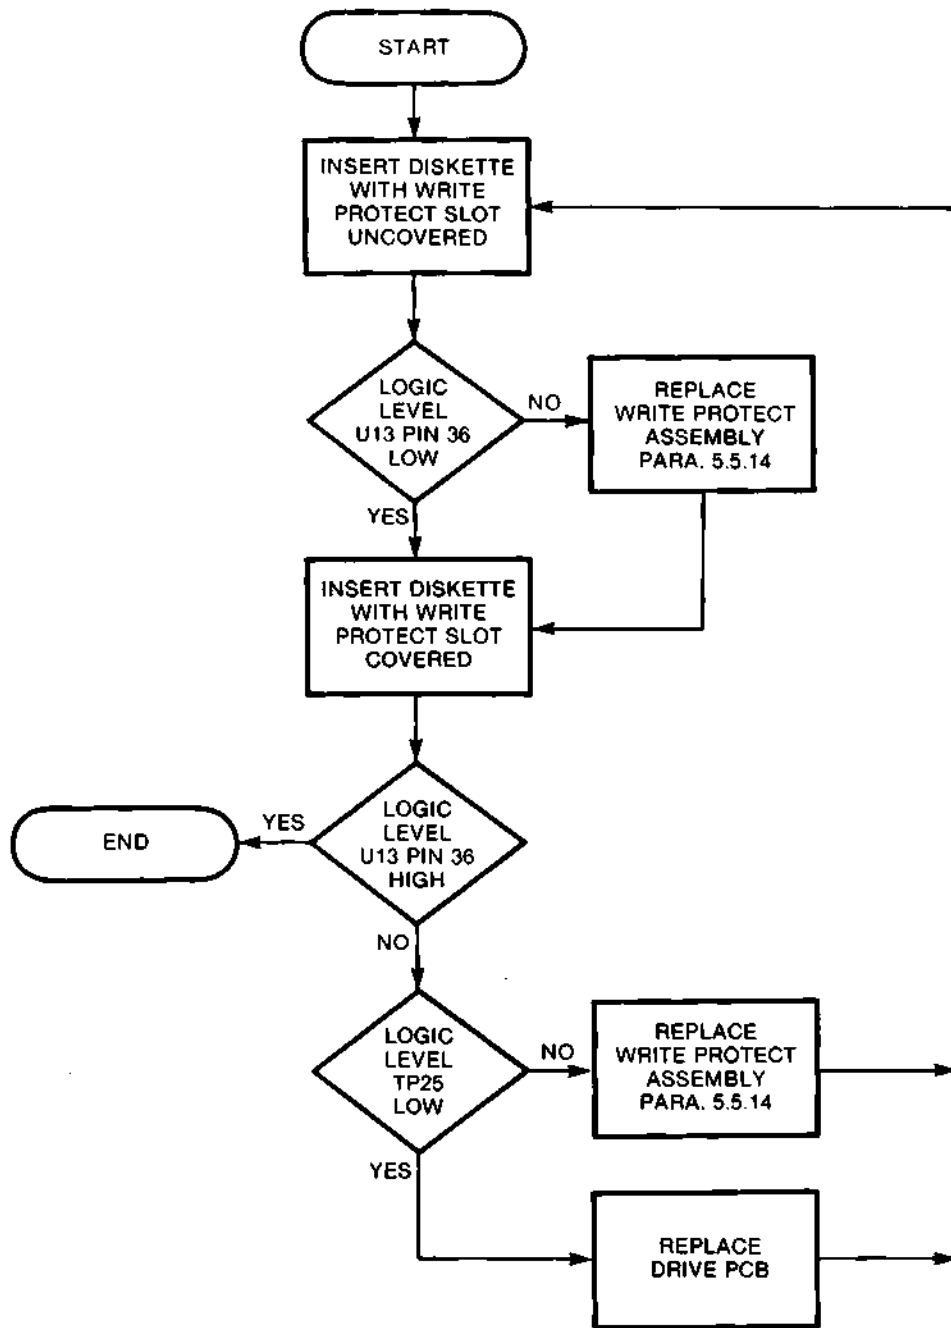 START
INSERT DISKETTE
WITH WRITE
PROTECT SLOT
UNCOVERED
LOGIC
LEVEL
U13 PIN 36
LOW
NO
REPLACE
WRITE PROTECT
ASSEMBLY
PARA. 5.5.14
YES
INSERT DISKETTE
WITH WRITE
PROTECT SLOT
COVERED
LOGIC
LEVEL
U13 PIN 36
HIGH
YES
END
NO
LOGIC
LEVEL
TP25
LOW
NO
REPLACE
WRITE PROTECT
ASSEMBLY
PARA. 5.5.14
YES
REPLACE
DRIVE PCB